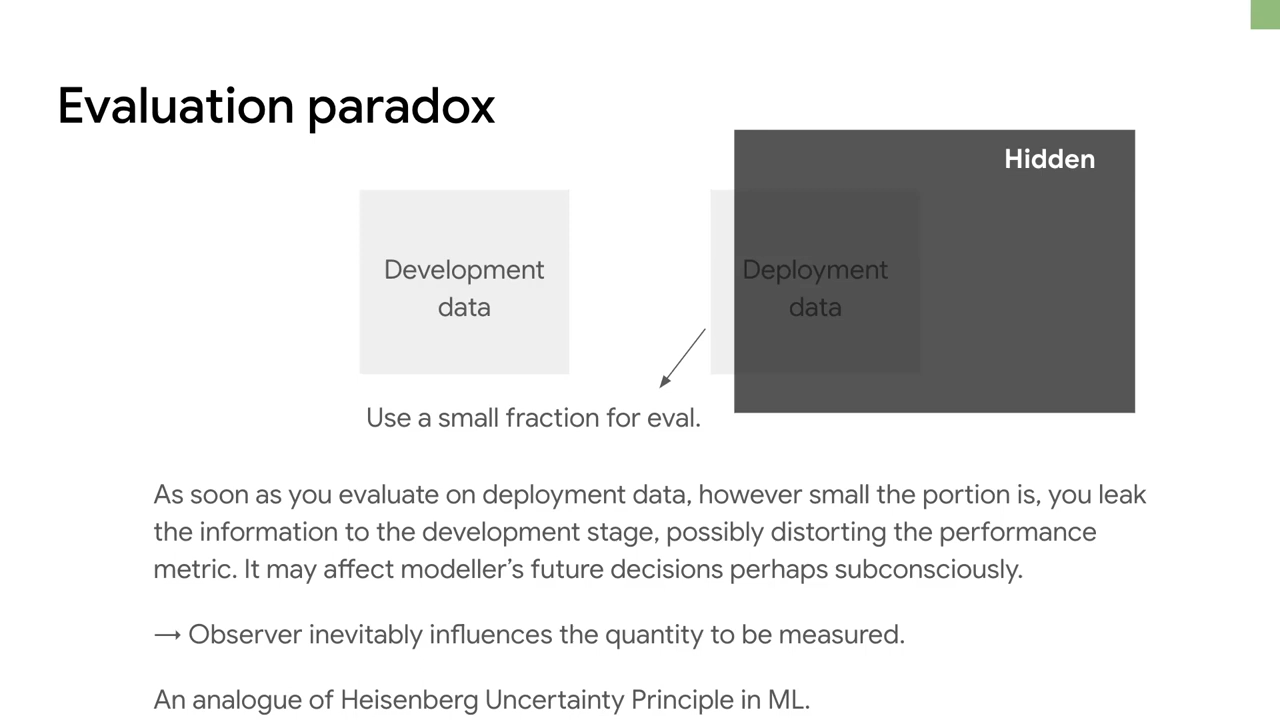 Evaluation paradox
Hidden
Development
data
Deployment
data
Use a small fraction for eval.
As soon as you evaluate on deployment data, however small the portion is, you leak
the information to the development stage, possibly distorting the performance
metric. It may affect modeller’s future decisions perhaps subconsciously.
→ Observer inevitably influences the quantity to be measured.
An analogue of Heisenberg Uncertainty Principle in ML.